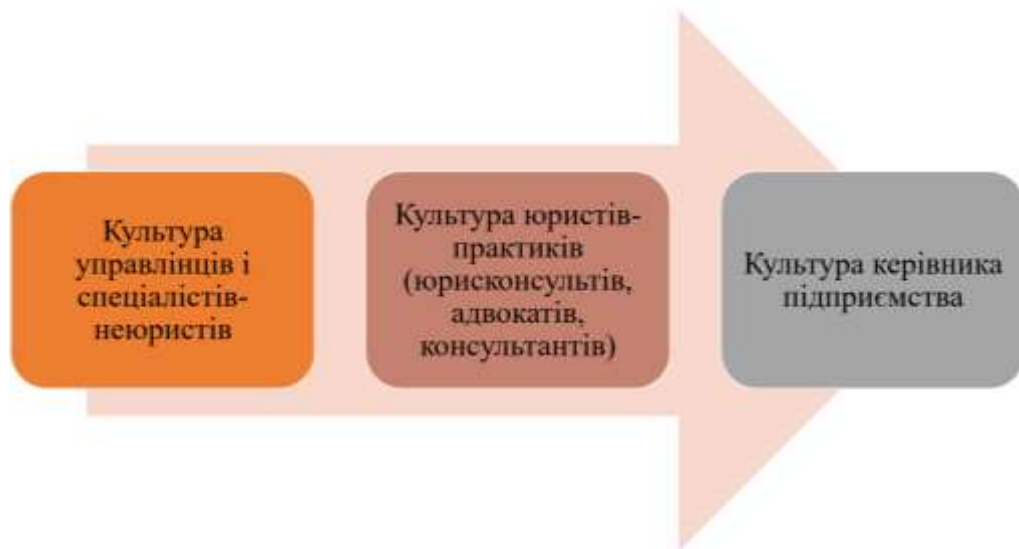 Культура
управлінців і
спеціалістів-
неюристів
Культура юристів-
практиків
(юрисконсультів,
адвокатів,
консультантів)
Культура керівника
підприємства